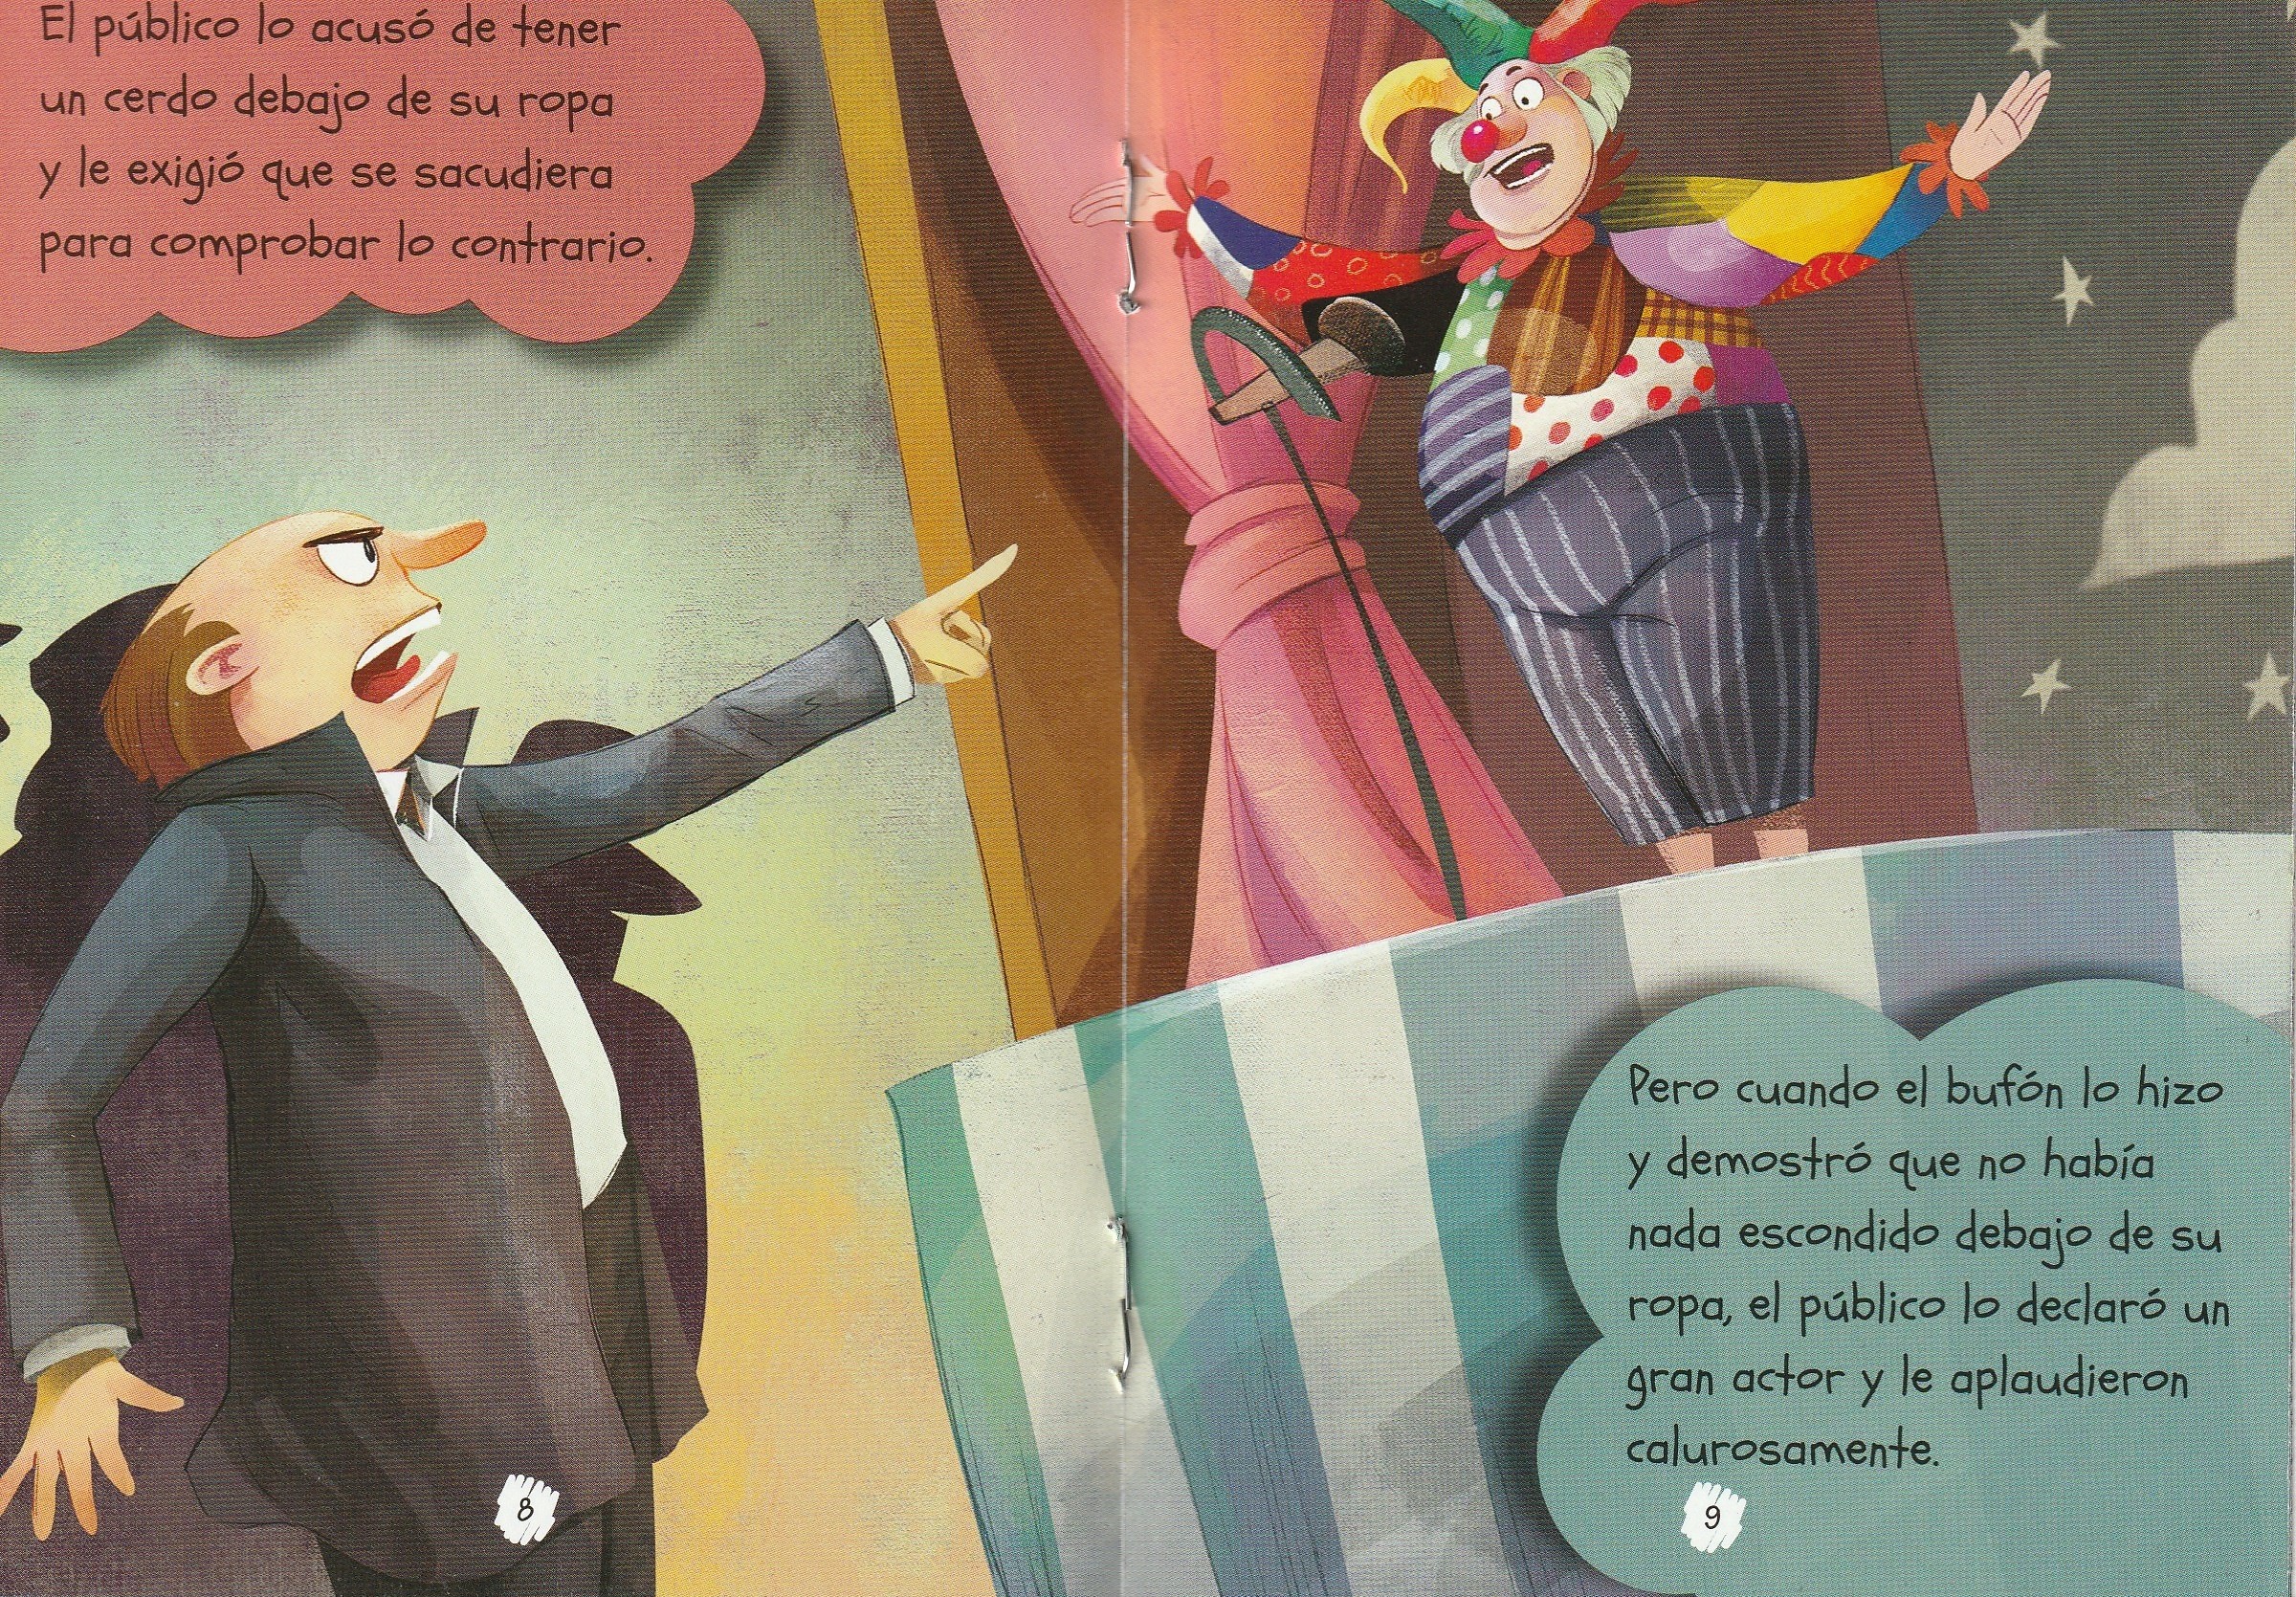 El público lo acusó de tener
un cerdo debajo de su ropa
y le exigió que se sacudiera
para comprobar lo contrario.
8
Pero cuando el bufón lo hizo
y demostró que no había
nada escondido debajo de su
ropa, el público lo declaró un
gran actor y le aplaudieron
calurosamente.
9